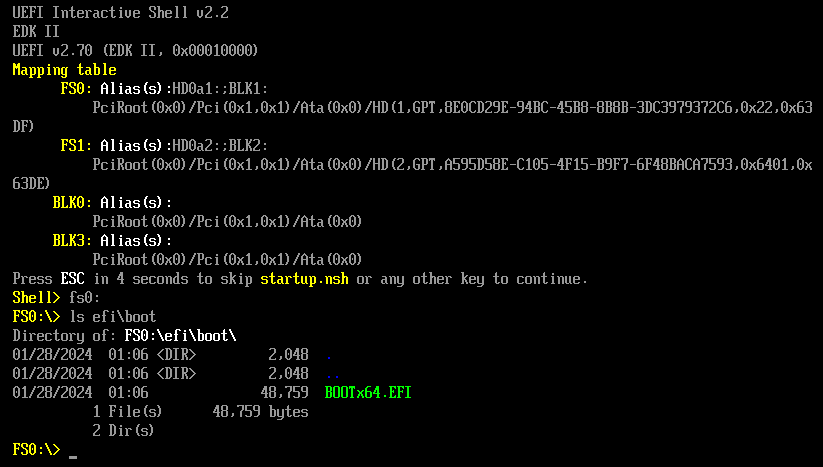 UEFI Interactive Shell v2.2
EDK II
UEFI v2.70 (EDK II, 0x00010000)
Mapping table
FS0: Alias(s):HD0a1:;BLK1:
PciRoot(0x0)/Pci(0x1,0x1)/Ata(0x0)/HD(1,GPT,8E0CD29E-94BC-45B8-8B8B-3DC3979372C6,0x22,0x63
DF)
FS1: Alias(s):HD0a2:;BLK2:
PciRoot(0x0)/Pci(0x1,0x1)/Ata(0x0)/HD(2,GPT,A595D58E-C105-4F15-B9F7-6F48BACA7593,0x6401,0x
63DE)
BLK0: Alias(s):
PciRoot(0x0)/Pci(0x1,0x1)/Ata(0x0)
BLK3: Alias(s):
PciRoot(0x0)/Pci(0x1,0x1)/Ata(0x0)
Press ESC in 4 seconds to skip startup.nsh or any other key to continue.
Shell> fs0:
FS0:\> ls efi\boot
Directory of: FS0:\efi\boot\
01/28/2024  01:06 <DIR>         2,048  .
01/28/2024  01:06 <DIR>         2,048  ..
01/28/2024  01:06              48,759  BOOTx64.EFI
1 File(s)      48,759 bytes
2 Dir(s)
FS0:\> _